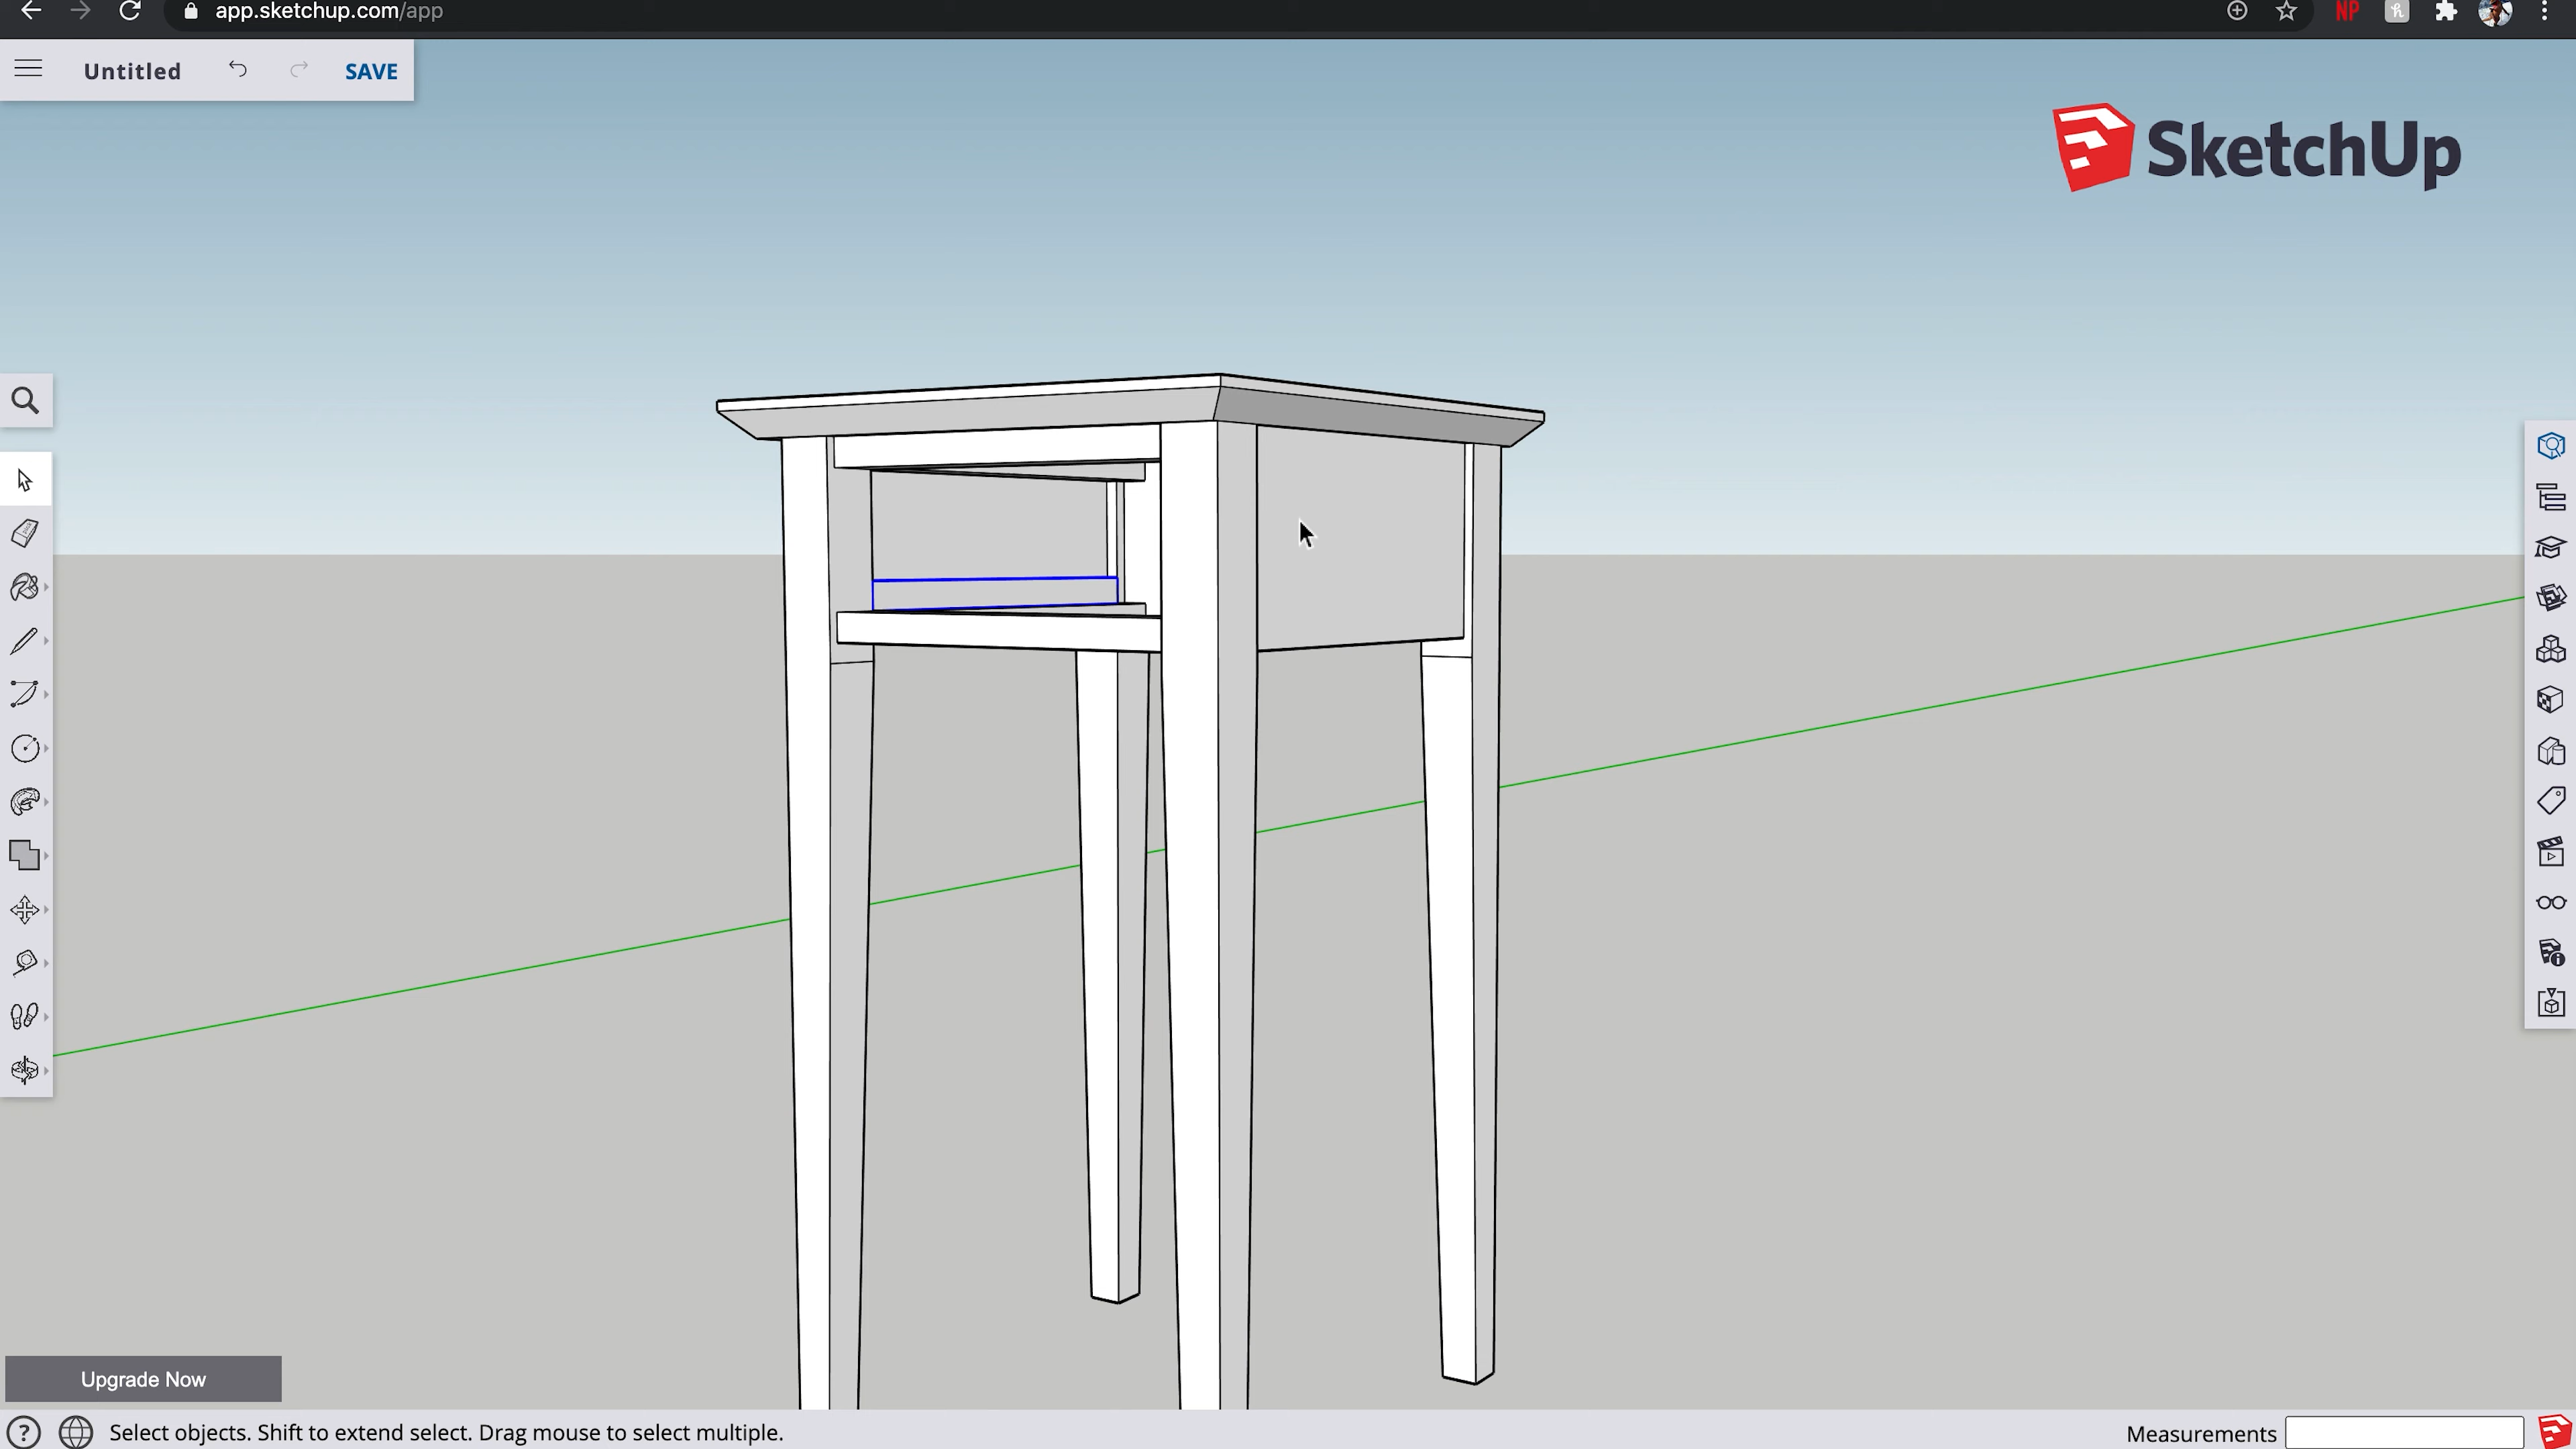 app.sketchup.com/app
NP
h
Untitled
SAVE
SketchUp
Upgrade Now
?
Select objects. Shift to extend select. Drag mouse to select multiple.
Measurements